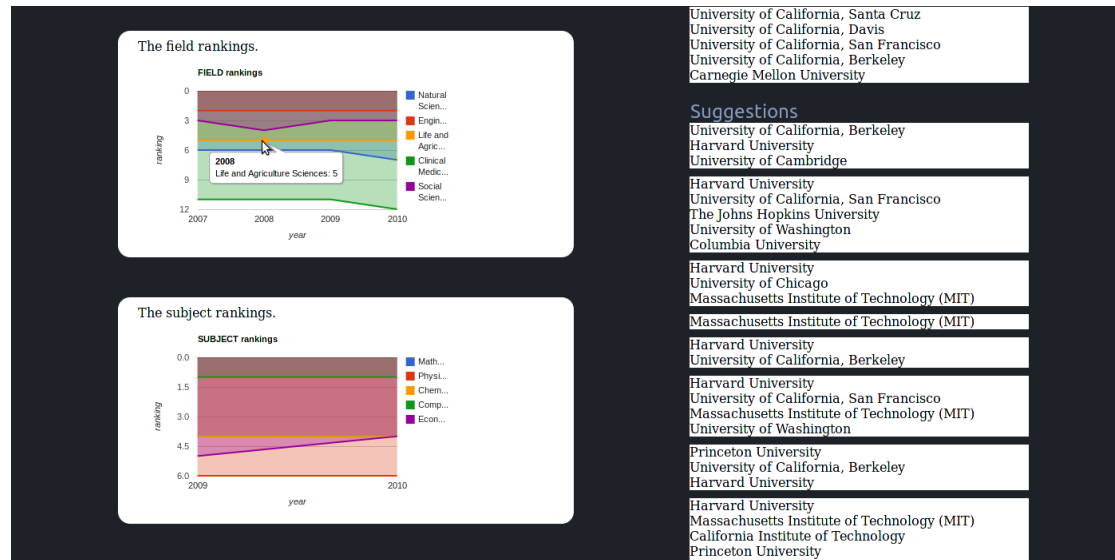 The field rankings.
FIELD rankings
0
3
6
9
12
ranking
2007
2008
2009
2010
year
Natural
Scien...
Engin...
Life and
Agric...
Clinical
Medic...
Social
Scien...
2008
Life and Agriculture Sciences: 5
The subject rankings.
SUBJECT rankings
0.0
1.5
3.0
4.5
6.0
ranking
2009
2010
year
Math...
Physi...
Chem...
Comp...
Econ...
University of California, Santa Cruz
University of California, Davis
University of California, San Francisco
University of California, Berkeley
Carnegie Mellon University
Suggestions
University of California, Berkeley
Harvard University
University of Cambridge
Harvard University
University of California, San Francisco
The Johns Hopkins University
University of Washington
Columbia University
Harvard University
University of Chicago
Massachusetts Institute of Technology (MIT)
Massachusetts Institute of Technology (MIT)
Harvard University
University of California, Berkeley
Harvard University
University of California, San Francisco
Massachusetts Institute of Technology (MIT)
University of Washington
Princeton University
University of California, Berkeley
Harvard University
Harvard University
Massachusetts Institute of Technology (MIT)
California Institute of Technology
Princeton University